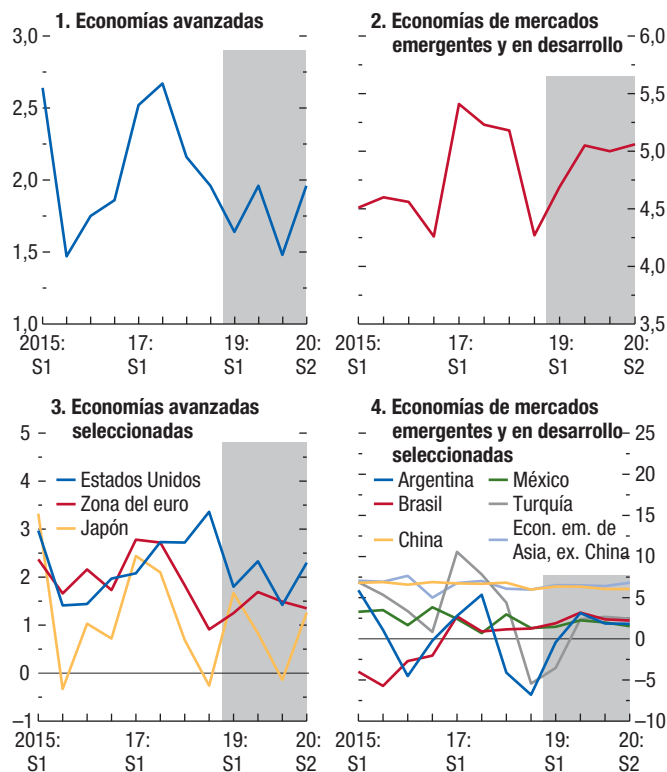 1. Economías avanzadas
3,0
2,5
2,0
1,5
1,0
2015:
S1
17:
S1
19:
S1
20:
S2
2. Economías de mercados
emergentes y en desarrollo
6,0
5,5
5,0
4,5
4,0
3,5
2015:
S1
17:
S1
19:
S1
20:
S2
3. Economías avanzadas
seleccionadas
5
4
3
2
1
0
–1
Estados Unidos
Zona del euro
Japón
2015:
S1
17:
S1
19:
S1
20:
S2
4. Economías de mercados
emergentes y en desarrollo
seleccionadas
25
20
15
10
5
0
–5
–10
Argentina
Brasil
China
México
Turquía
Econ. em. de
Asia, ex. China
2015:
S1
17:
S1
19:
S1
20:
S2